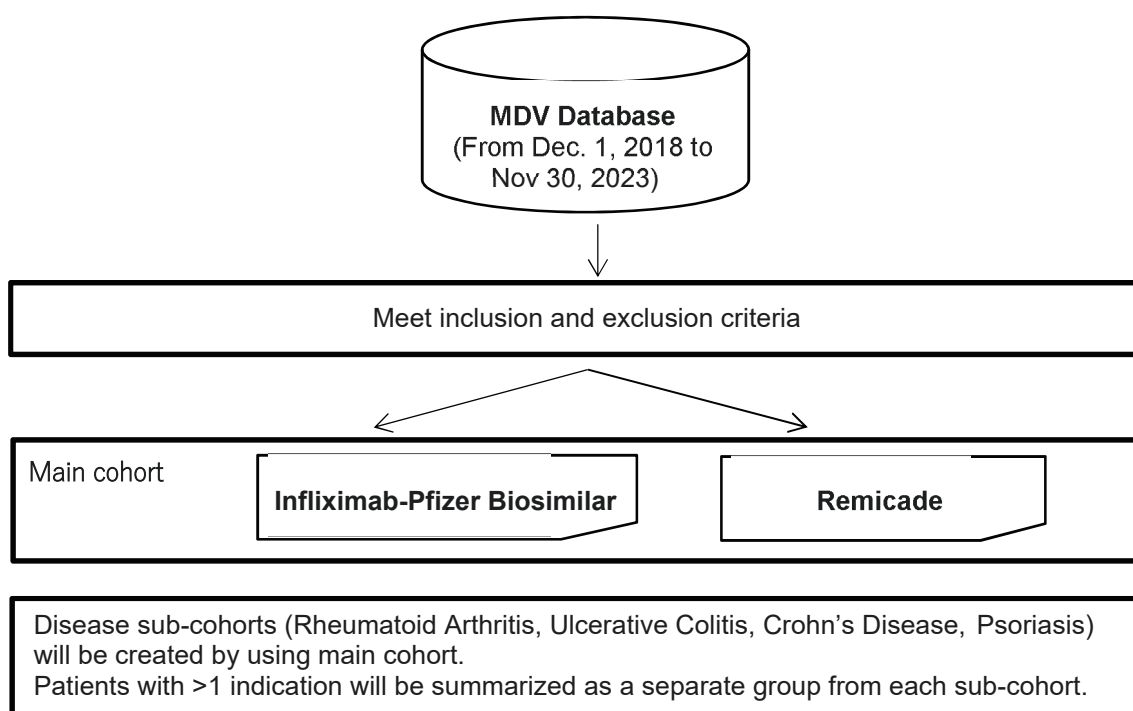 MDV Database
(From Dec. 1, 2018 to
Nov 30, 2023)
Meet inclusion and exclusion criteria
Main cohort
Infliximab-Pfizer Biosimilar
Remicade
Disease sub-cohorts (Rheumatoid Arthritis, Ulcerative Colitis, Crohn’s Disease, Psoriasis)
will be created by using main cohort.
Patients with >1 indication will be summarized as a separate group from each sub-cohort.